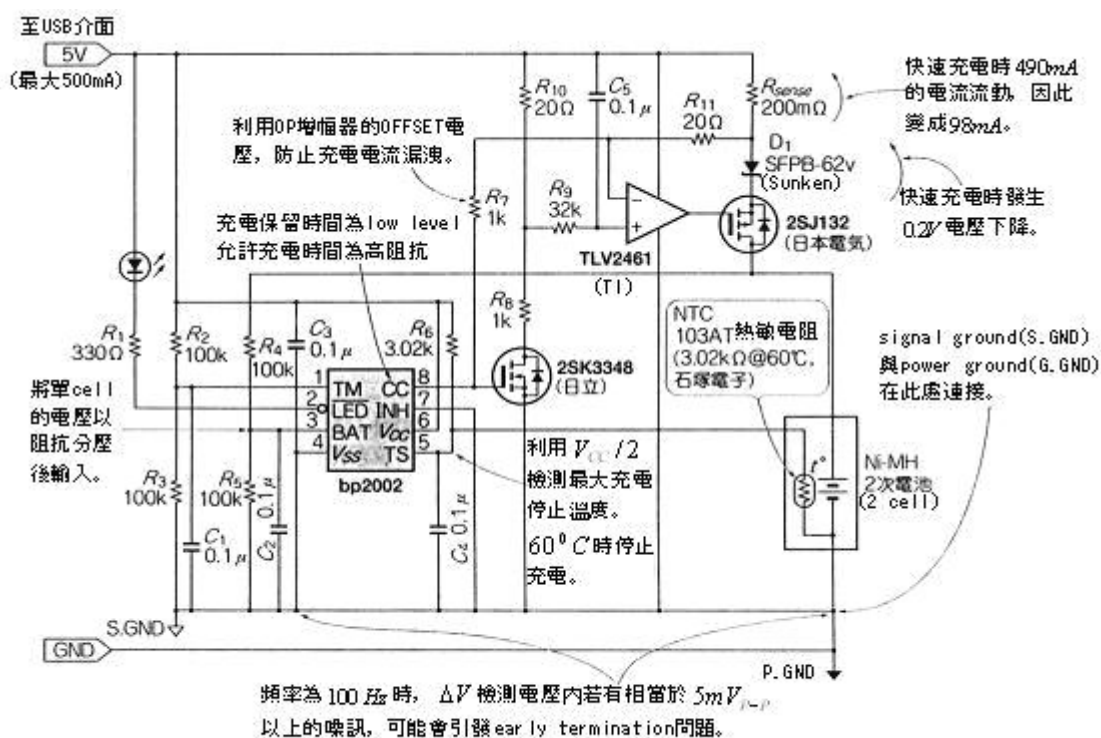 至USB介面
5V
(最大500mA)
利用OP增幅器的OFFSET電
壓，防止充電電流漏洩。
充電保留時間為low level
允許充電時間為高阻抗
R10
20Ω
C5
0.1μ
R11
20Ω
Rsense
200mΩ
快速充電時490mA
的電流流動，因此
變成98mA。
D1
SFPB-62v
(Sunken)
快速充電時發生
0.2V電壓下降。
R7
1k
R9
32k
−
+
TLV2461
(TI)
2SJ132
(日本電気)
R8
1k
2SK3348
(日立)
R1
330Ω
R2
100k
R4
100k
C3
0.1μ
R6
3.02k
NTC
103AT熱敏電阻
(3.02kΩ@60℃,
石塚電子)
signal ground(S.GND)
與power ground(G.GND)
在此處連接。
將單cell
的電壓以
阻抗分壓
後輸入。
1 TM CC 8
2 LED INH 7
3 BAT VCC 6
4 VSS TS 5
bp2002
R3
100k
R5
100k
C1
0.1μ
C2 0.1μ
C4 0.1μ
利用 VCC/2
檢測最大充電
停止溫度。
60⁰C時停止
充電。
t°
Ni-MH
2次電池
(2 cell)
S.GND
GND
P.GND
頻率為100Hz時，ΔV檢測電壓內若有相當於5mVP-P
以上的噪訊，可能會引發early termination問題。